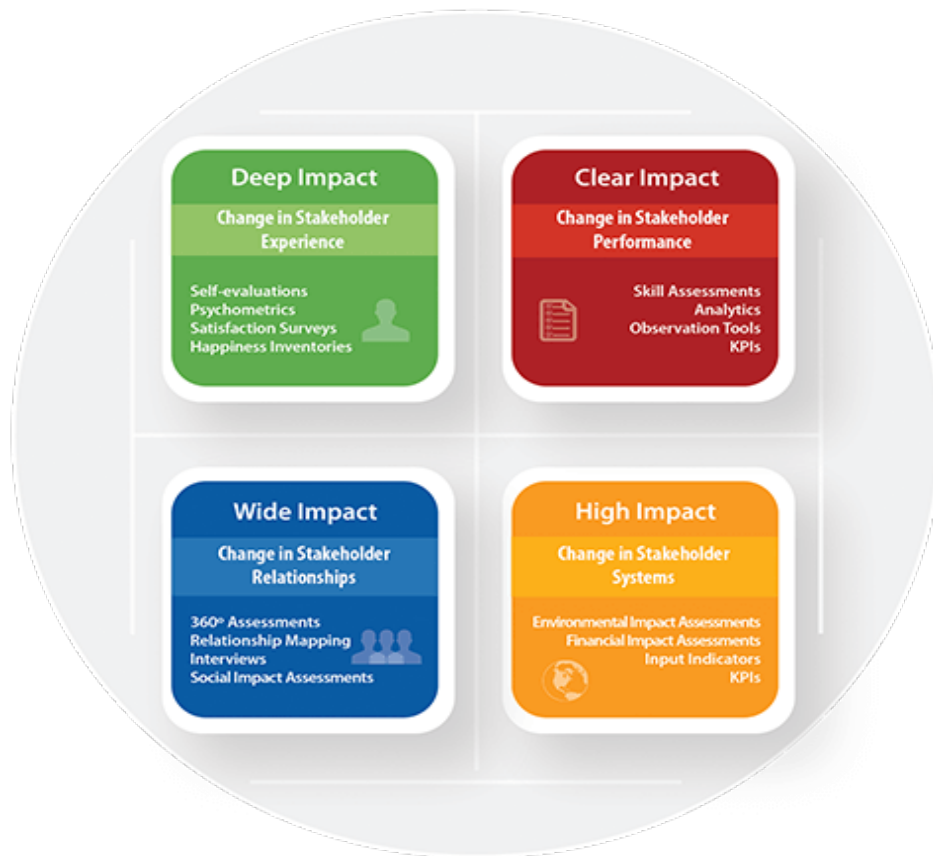 Deep Impact
Change in Stakeholder
Experience
Self-evaluations
Psychometrics
Satisfaction Surveys
Happiness Inventories
Clear Impact
Change in Stakeholder
Performance
Skill Assessments
Analytics
Observation Tools
KPIs
Wide Impact
Change in Stakeholder
Relationships
360º Assessments
Relationship Mapping
Interviews
Social Impact Assessments
High Impact
Change in Stakeholder
Systems
Environmental Impact Assessments
Financial Impact Assessments
Input Indicators
KPIs